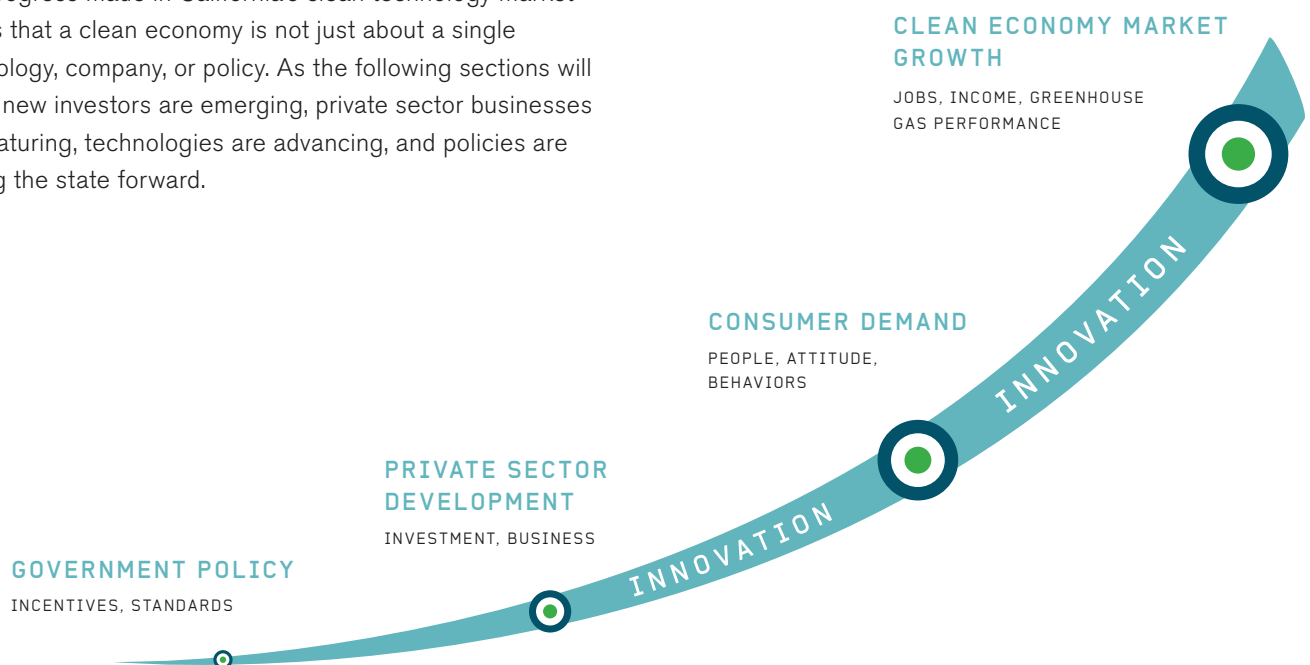 made in
s that a clean economy is not just about a single
ology, company, or policy. As the following sections will
new investors are emerging, private sector businesses
aturing, technologies are advancing, and policies are
g the state forward.
CLEAN ECONOMY MARKET
GROWTH
JOBS, INCOME, GREENHOUSE
GAS PERFORMANCE
INNOVATION
CONSUMER DEMAND
PEOPLE, ATTITUDE,
BEHAVIORS
PRIVATE SECTOR
DEVELOPMENT
INVESTMENT, BUSINESS
INNOVATION
GOVERNMENT POLICY
INCENTIVES, STANDARDS